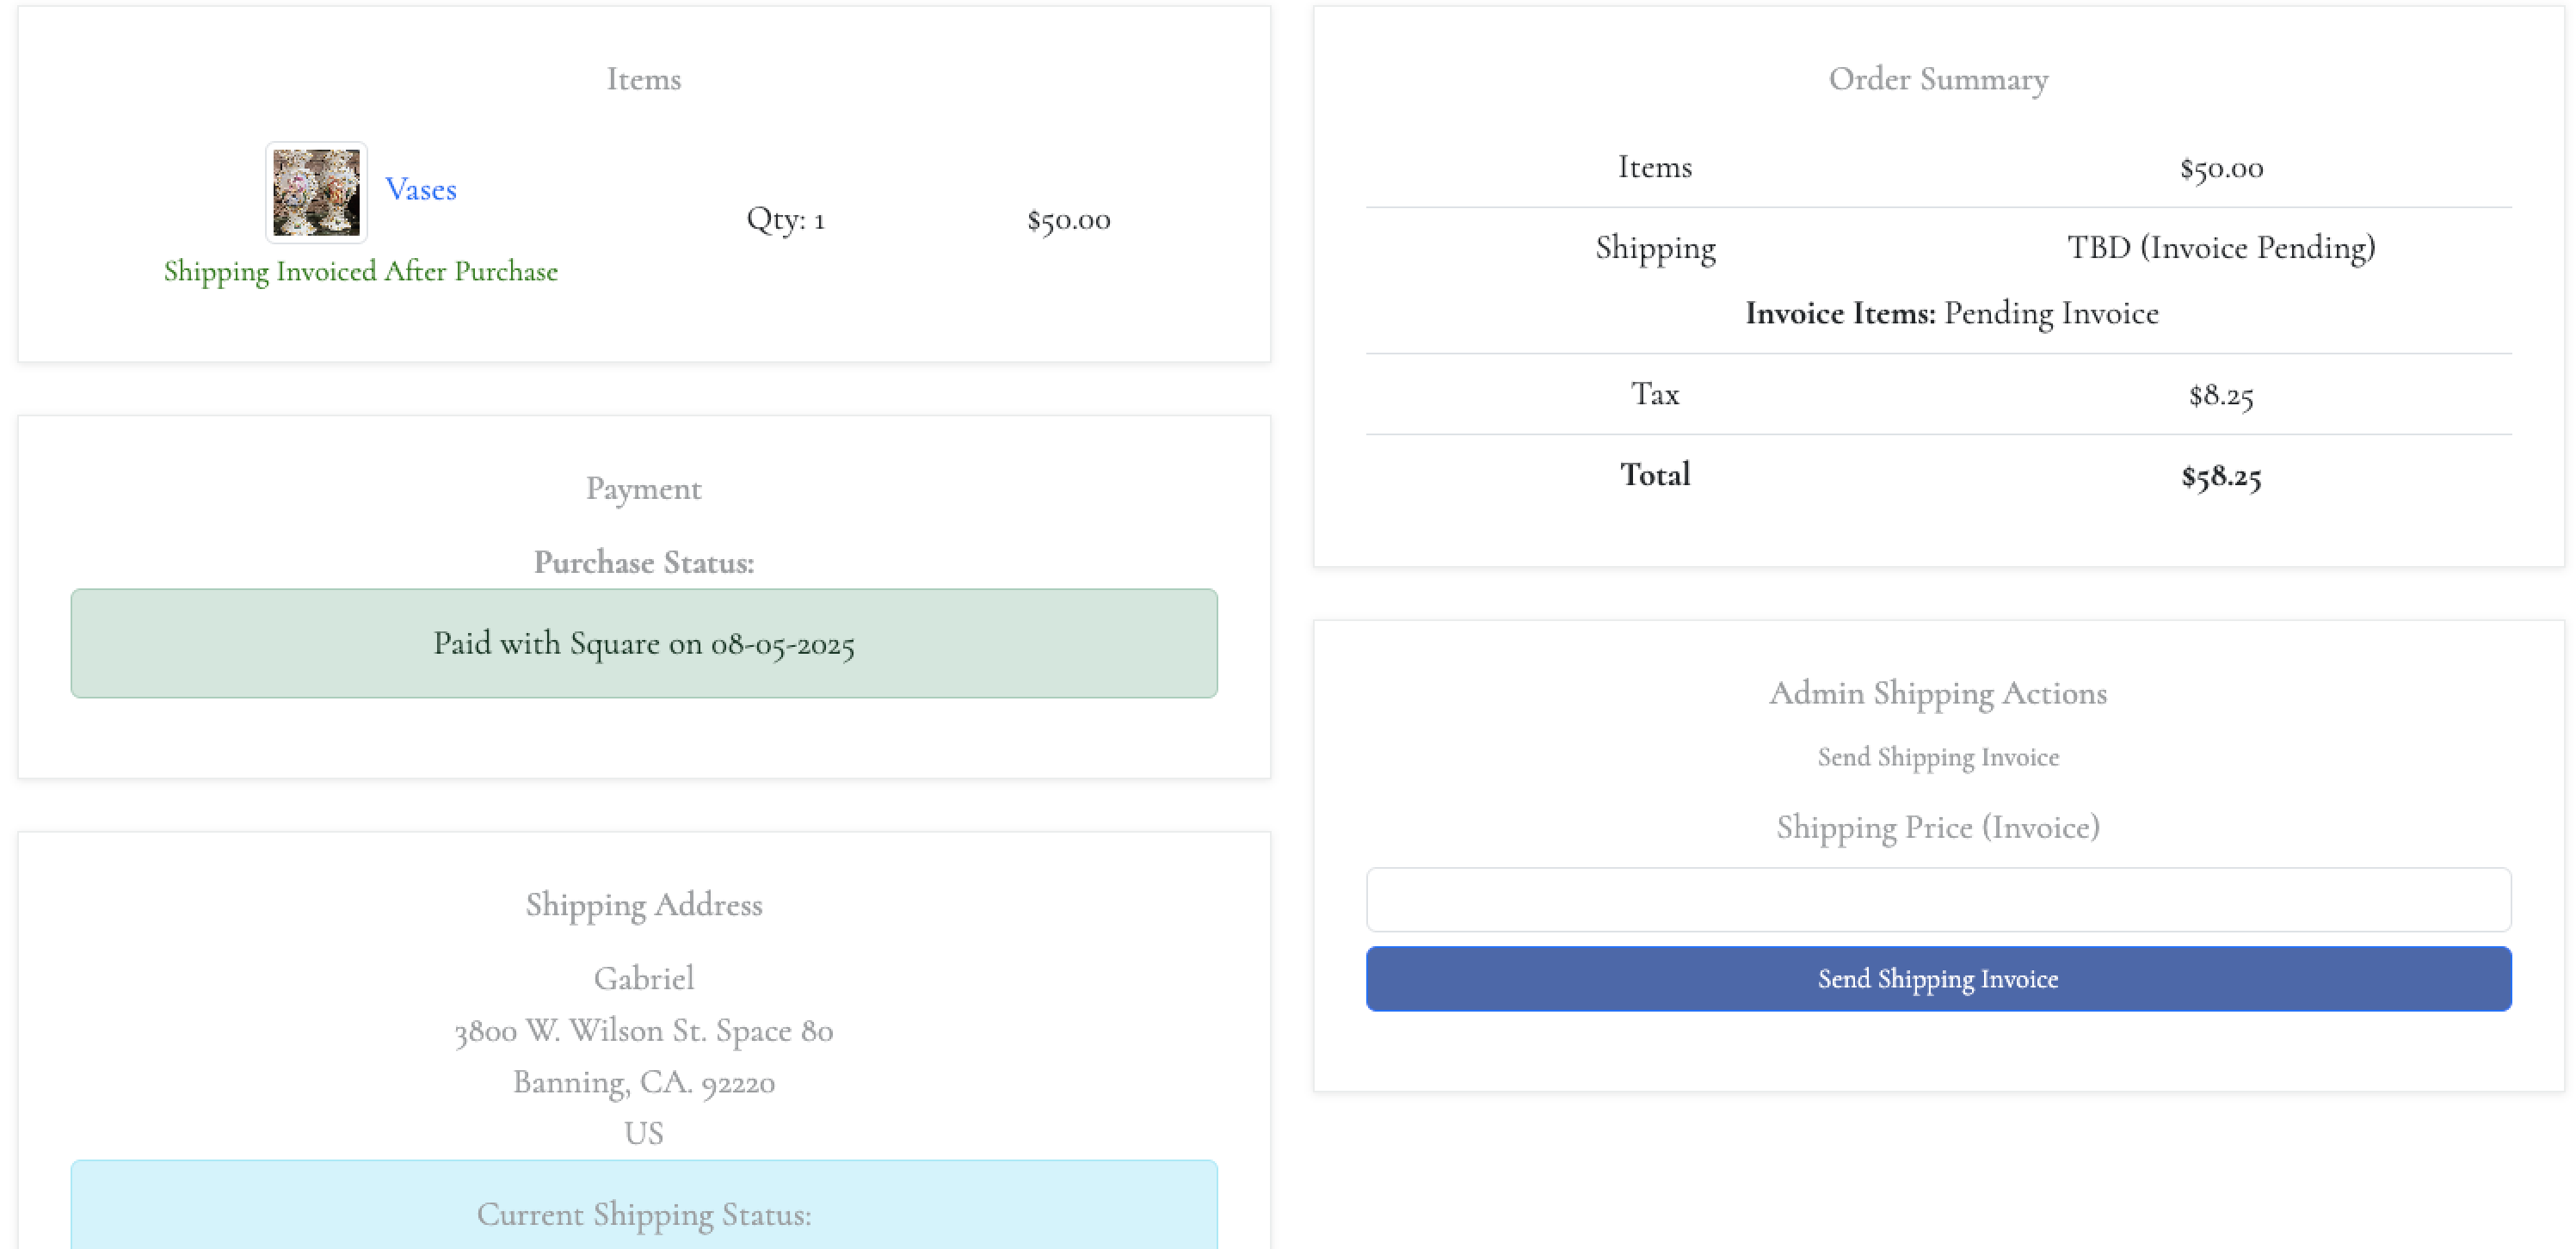 Items
Vases
Qty: 1
$50.00
Shipping Invoiced After Purchase
Payment
Purchase Status:
Paid with Square on 08-05-2025
Shipping Address
Gabriel
3800 W. Wilson St. Space 80
Banning, CA. 92220
US
Current Shipping Status:
Order Summary
Items $50.00
Shipping TBD (Invoice Pending)
Invoice Items: Pending Invoice
Tax $8.25
Total $58.25
Admin Shipping Actions
Send Shipping Invoice
Shipping Price (Invoice)
Send Shipping Invoice